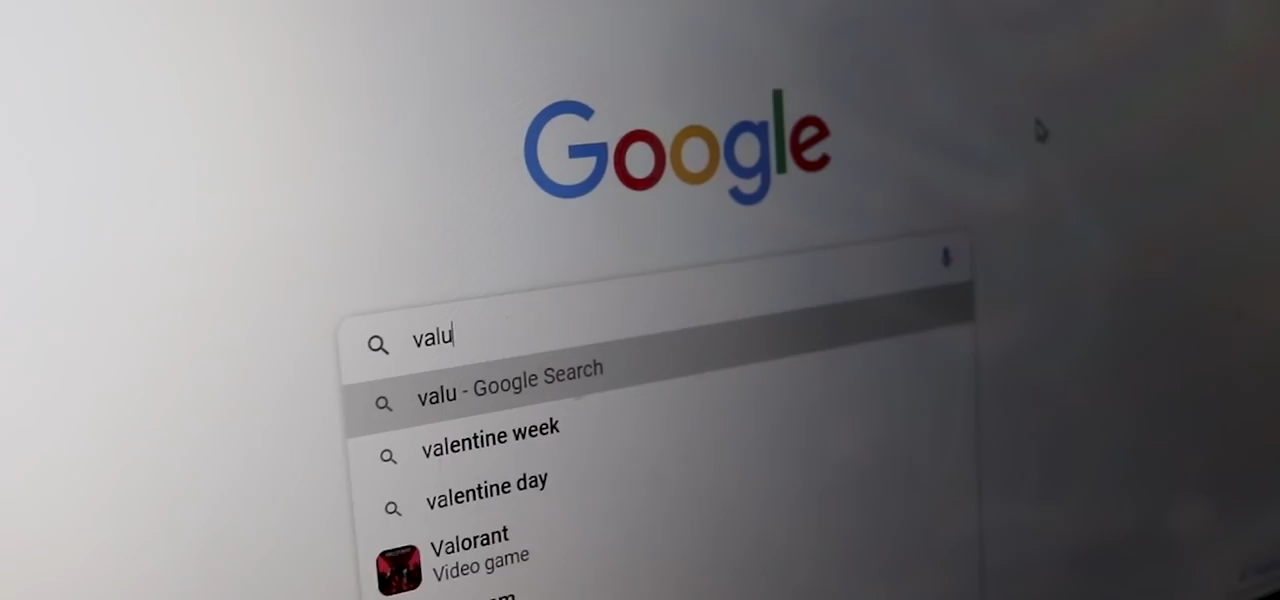 Google
valu
valu - Google Search
valentine week
valentine day
Valorant
Video game